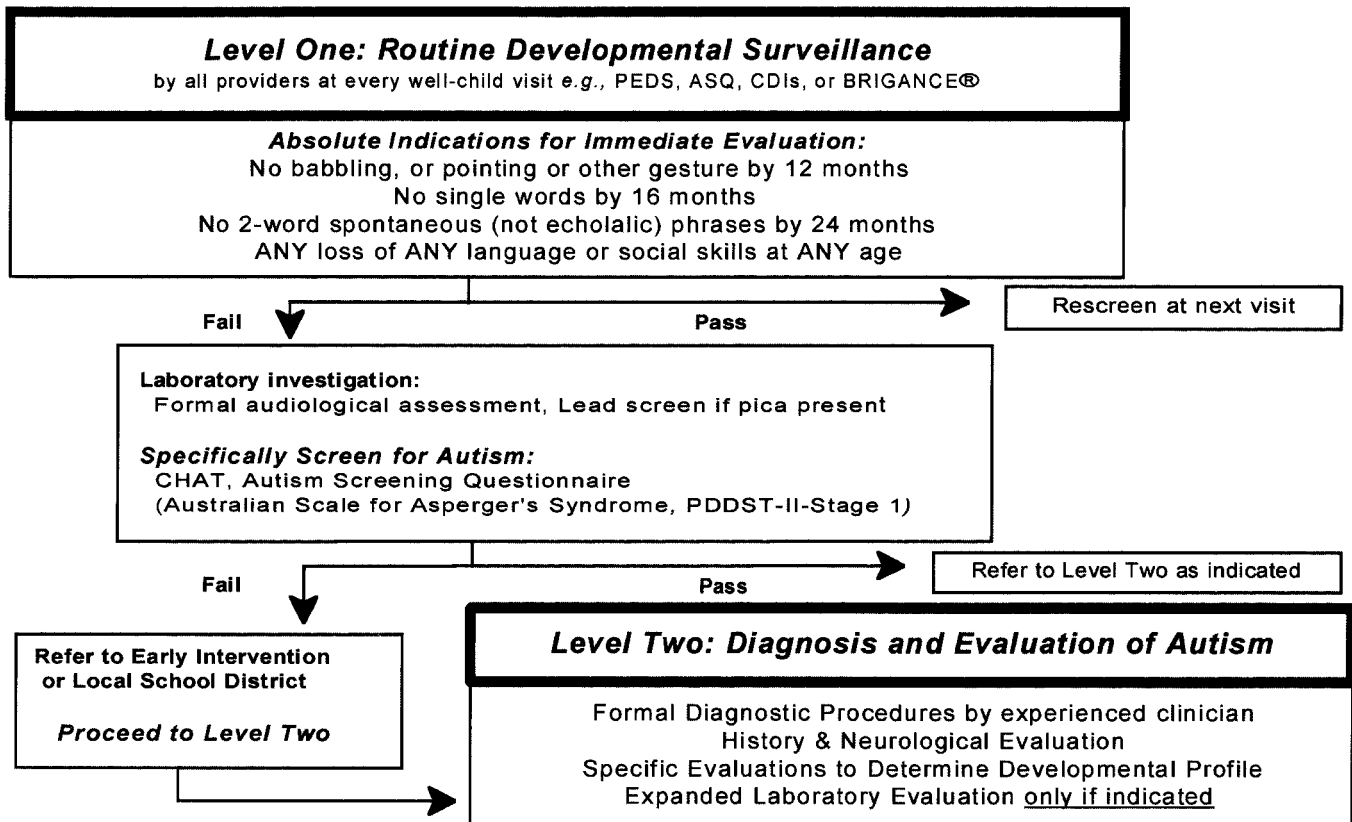 Level One: Routine Developmental Surveillance
by all providers at every well-child visit e.g., PEDS, ASQ, CDIs, or BRIGANCE®
Absolute Indications for Immediate Evaluation:
No babbling, or pointing or other gesture by 12 months
No single words by 16 months
No 2-word spontaneous (not echolalic) phrases by 24 months
ANY loss of ANY language or social skills at ANY age
Fail
Pass
Rescreen at next visit
Laboratory investigation:
Formal audiological assessment, Lead screen if pica present
Specifically Screen for Autism:
CHAT, Autism Screening Questionnaire
(Australian Scale for Asperger's Syndrome, PDDST-II-Stage 1)
Fail
Pass
Refer to Level Two as indicated
Refer to Early Intervention
or Local School District
Proceed to Level Two
Level Two: Diagnosis and Evaluation of Autism
Formal Diagnostic Procedures by experienced clinician
History & Neurological Evaluation
Specific Evaluations to Determine Developmental Profile
Expanded Laboratory Evaluation only if indicated